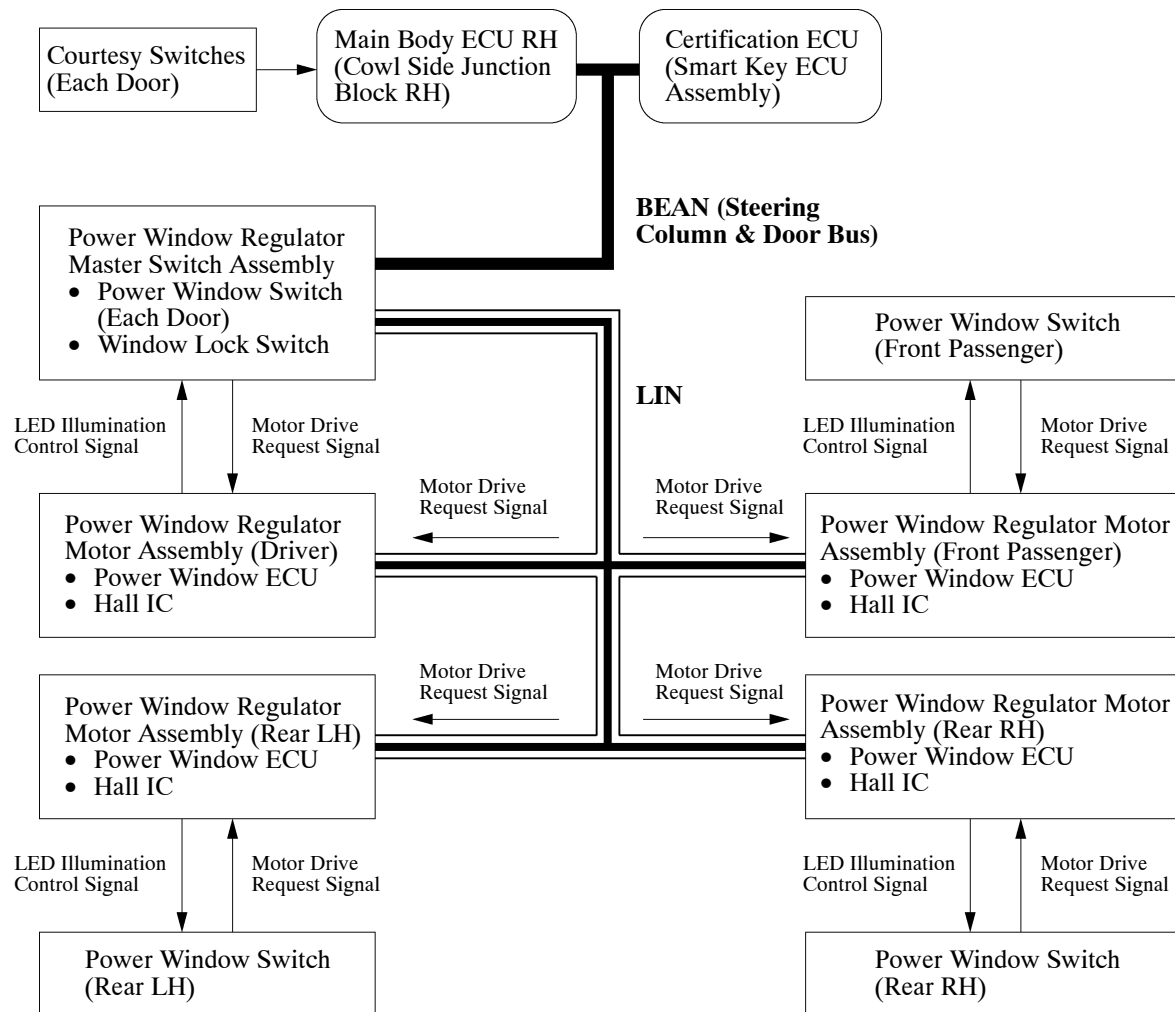 Courtesy Switches
(Each Door)
Main Body ECU RH
(Cowl Side Junction
Block RH)
Certification ECU
(Smart Key ECU
Assembly)
BEAN (Steering
Column & Door Bus)
Power Window Regulator
Master Switch Assembly
• Power Window Switch
(Each Door)
• Window Lock Switch
Power Window Switch
(Front Passenger)
LIN
LED Illumination
Control Signal
Motor Drive
Request Signal
LED Illumination
Control Signal
Motor Drive
Request Signal
Motor Drive
Request Signal
Motor Drive
Request Signal
Power Window Regulator
Motor Assembly (Driver)
• Power Window ECU
• Hall IC
Power Window Regulator Motor
Assembly (Front Passenger)
• Power Window ECU
• Hall IC
Motor Drive
Request Signal
Motor Drive
Request Signal
Power Window Regulator
Motor Assembly (Rear LH)
• Power Window ECU
• Hall IC
Power Window Regulator Motor
Assembly (Rear RH)
• Power Window ECU
• Hall IC
LED Illumination
Control Signal
Motor Drive
Request Signal
LED Illumination
Control Signal
Motor Drive
Request Signal
Power Window Switch
(Rear LH)
Power Window Switch
(Rear RH)